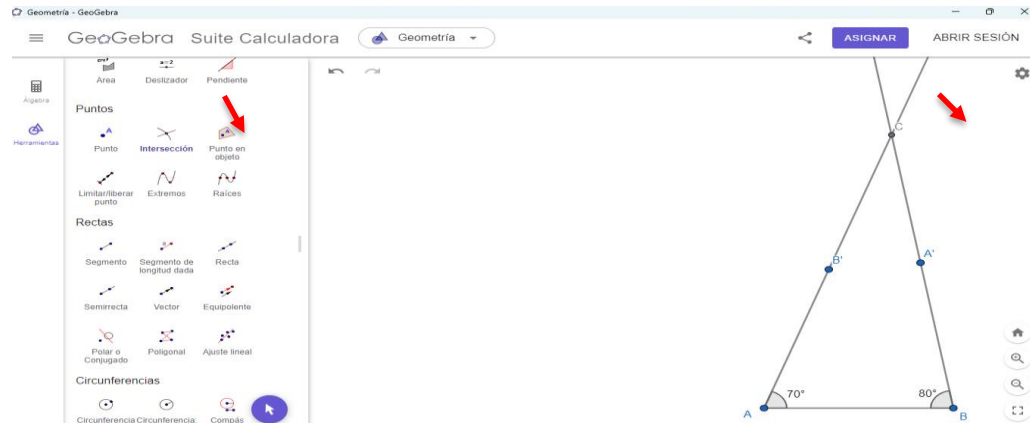 Geometría - GeoGebra
GeoGebra Suite Calculadora
Geometría
ASIGNAR
ABRIR SESIÓN
Álgebra
Herramientas
Área
Deslizador
Pendiente
a=2
Puntos
Punto
Intersección
Punto en
objeto
Limitar/liberar
punto
Extremos
Raíces
Rectas
Segmento
Segmento de
longitud dada
Recta
Semirrecta
Vector
Equipolente
Polar o
Conjugado
Poligonal
Ajuste lineal
Circunferencias
Circunferencia
Circunferencia:
Compás
C
B'
A'
70°
80°
A
B